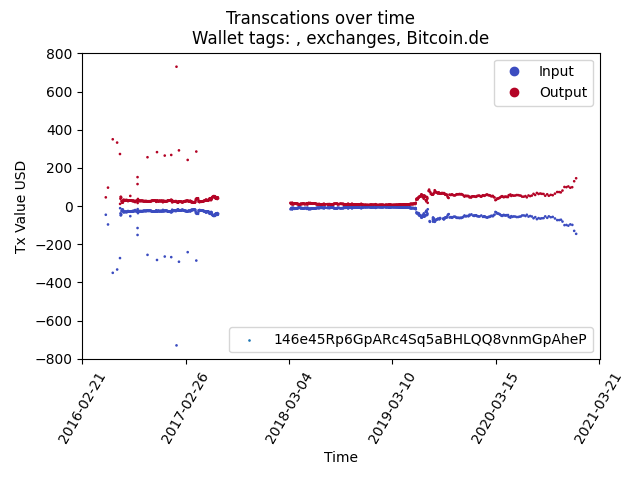 Transcations over time
Wallet tags: , exchanges, Bitcoin.de
800
600
400
200
0
−200
−400
−600
−800
Tx Value USD
Input
Output
146e45Rp6GpARc4Sq5aBHLQQ8vnmGpAheP
2016-02-21
2017-02-26
2018-03-04
2019-03-10
2020-03-15
2021-03-21
Time